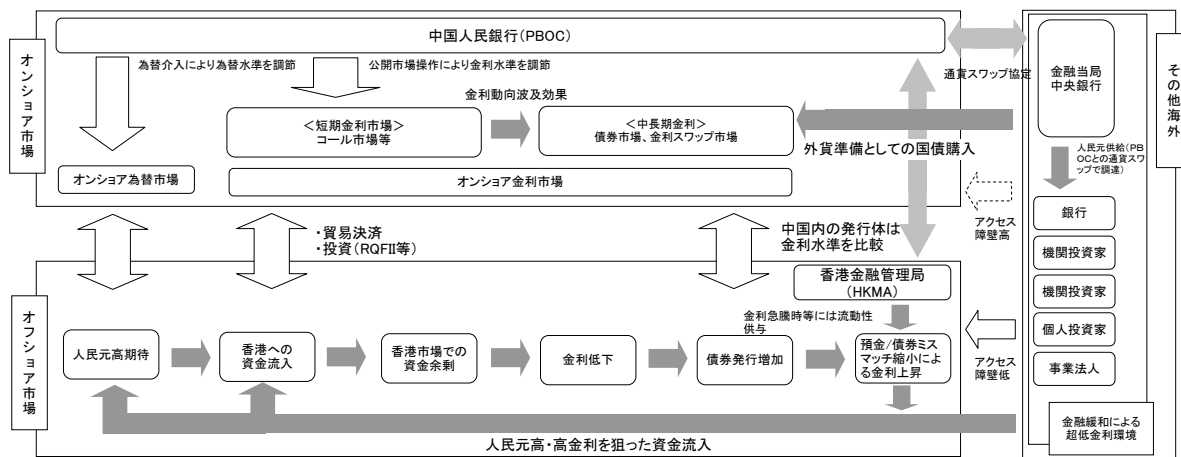 オンショア市場
中国人民銀行(PBOC)
為替介入により為替水準を調節
公開市場操作により金利水準を調節
金利動向波及効果
<短期金利市場>
コール市場等
<中長期金利>
債券市場、金利スワップ市場
オンショア為替市場
オンショア金利市場
通貨スワップ協定
外貨準備としての国債購入
その他海外
金融当局
中央銀行
人民元供給(PB
OCとの通貨スワ
ップで調達)
銀行
機関投資家
機関投資家
個人投資家
事業法人
金融緩和による
超低金利環境
アクセス
障壁高
アクセス
障壁低
・貿易決済
・投資(RQFII等)
中国内の発行体は
金利水準を比較
オフショア市場
香港金融管理局
(HKMA)
金利急騰時等には流動性
供与
人民元高期待
香港への
資金流入
香港市場での
資金余剰
金利低下
債券発行増加
預金/債券ミス
マッチ縮小によ
る金利上昇
人民元高・高金利を狙った資金流入